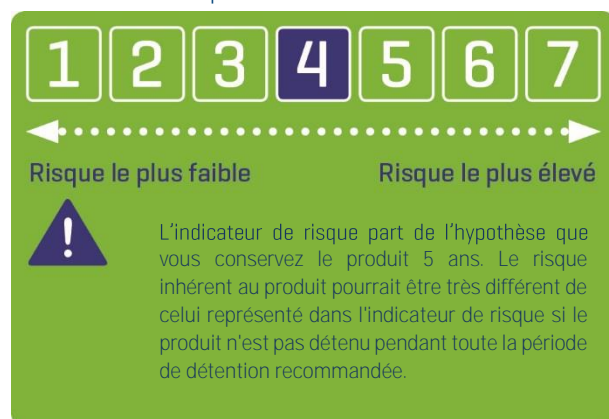 1 2 3 4 5 6 7
Risque le plus faible Risque le plus élevé
!
L'indicateur de risque part de l'hypothèse que
vous conservez le produit 5 ans. Le risque
inhérent au produit pourrait être très différent de
celui représenté dans l'indicateur de risque si le
produit n'est pas détenu pendant toute la période
de détention recommandée.